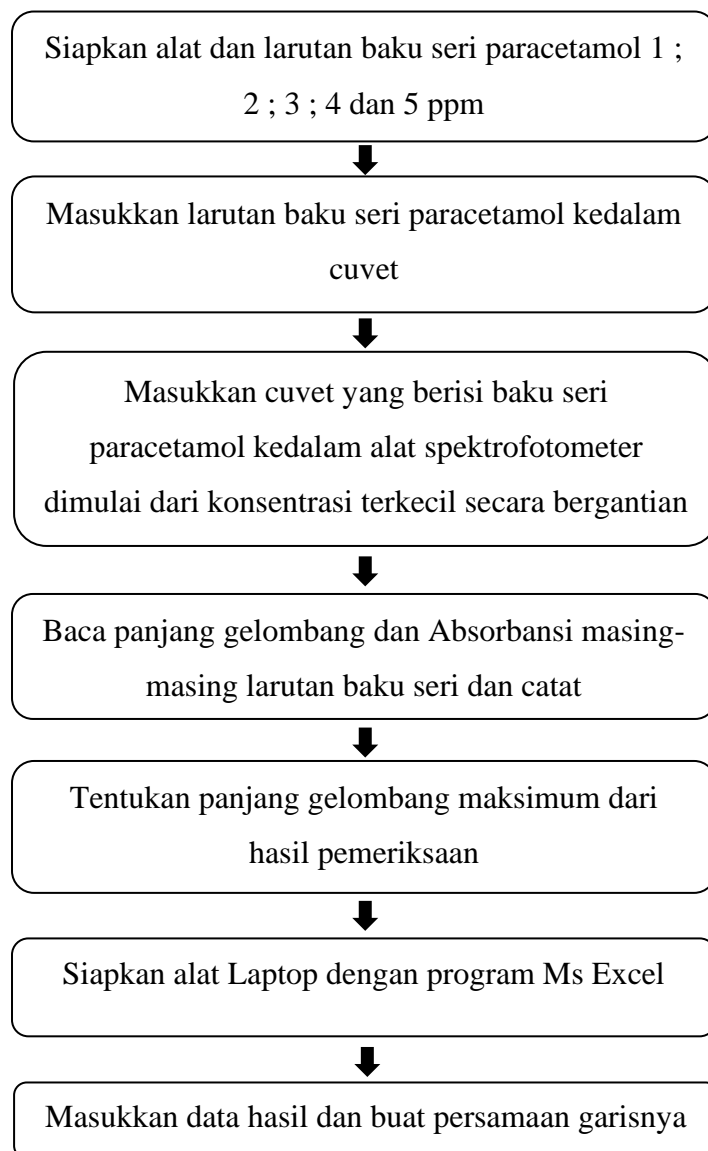 Siapkan alat dan larutan baku seri paracetamol 1 ;
2 ; 3 ; 4 dan 5 ppm
Masukkan larutan baku seri paracetamol kedalam
cuvet
Masukkan cuvet yang berisi baku seri
paracetamol kedalam alat spektrofotometer
dimulai dari konsentrasi terkecil secara bergantian
Baca panjang gelombang dan Absorbansi masing-
masing larutan baku seri dan catat
Tentukan panjang gelombang maksimum dari
hasil pemeriksaan
Siapkan alat Laptop dengan program Ms Excel
Masukkan data hasil dan buat persamaan garisnya